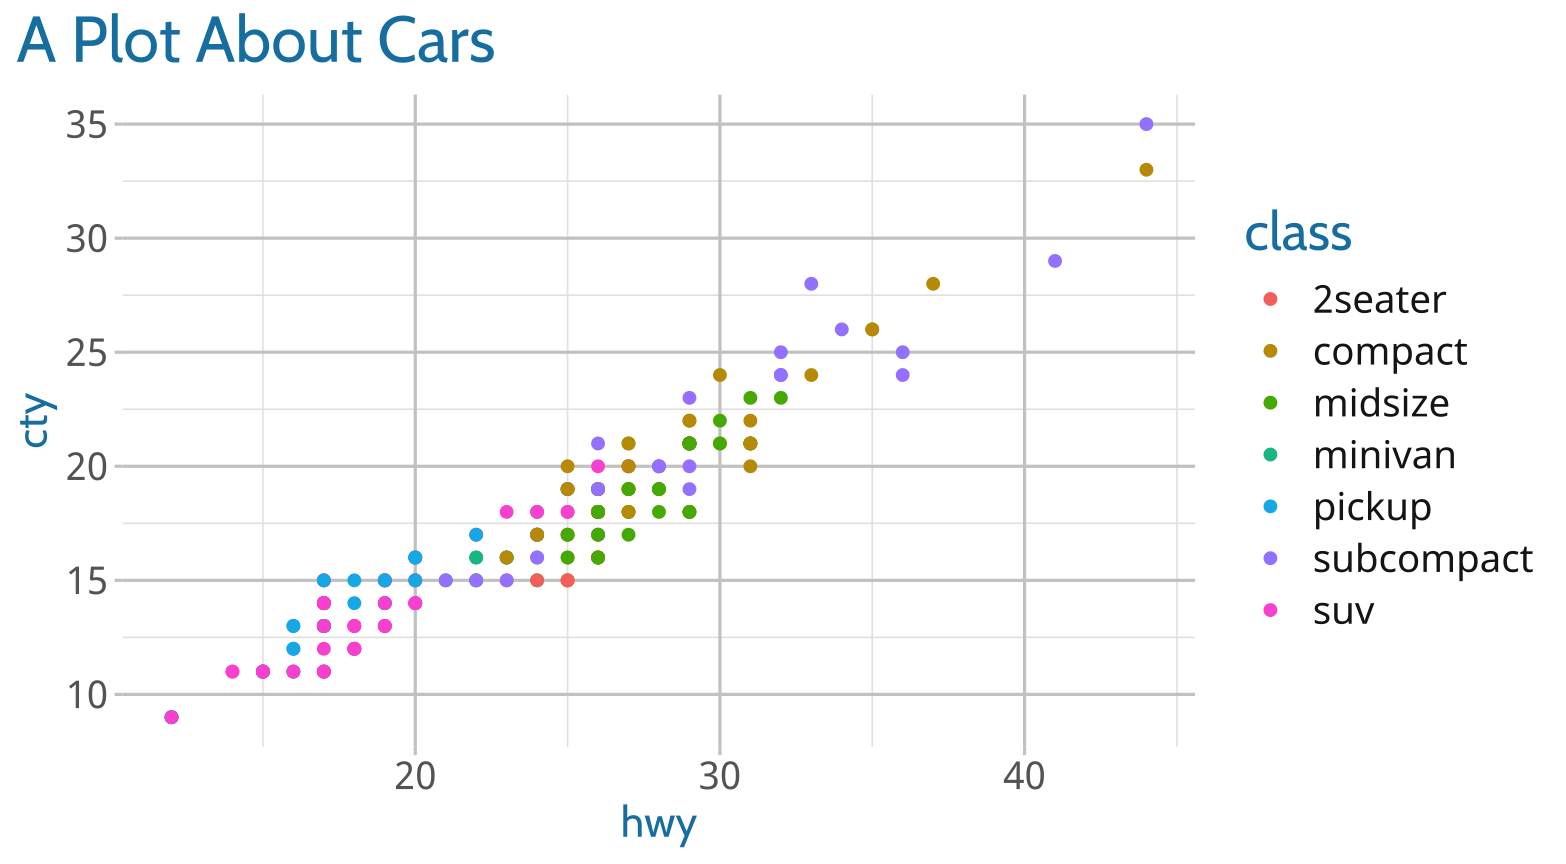 A Plot About Cars
35
30
25
20
15
10
cty
20 30 40
hwy
class
2seater
compact
midsize
minivan
pickup
subcompact
suv